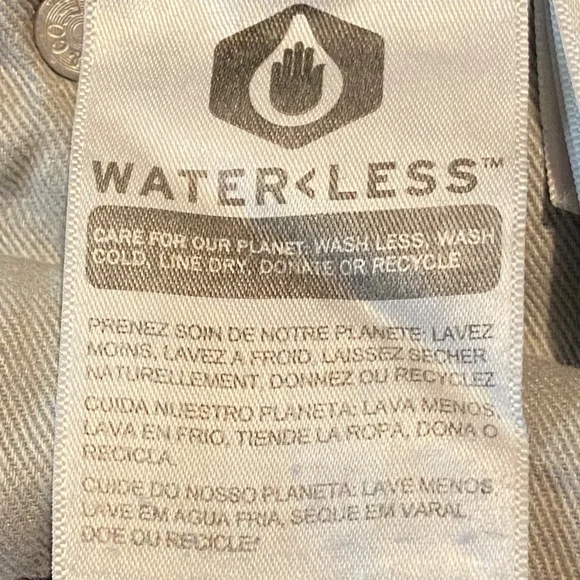 WATER<LESS™
CARE FOR OUR PLANET: WASH LESS, WASH
COLD, LINE DRY, DONATE OR RECYCLE
PRENEZ SOIN DE NOTRE PLANETE: LAVEZ
MOINS, LAVEZ A FROID, LAISSEZ SECHER
NATURELLEMENT, DONNEZ OU RECYCLEZ
CUIDA NUESTRO PLANETA: LAVA MENOS,
LAVA EN FRIO, TIENDE LA ROPA, DONA O
RECICLA.
CUIDE DO NOSSO PLANETA: LAVE MENOS,
LAVE EM AGUA FRIA, SEQUE EM VARAL,
DOE OU RECICLE